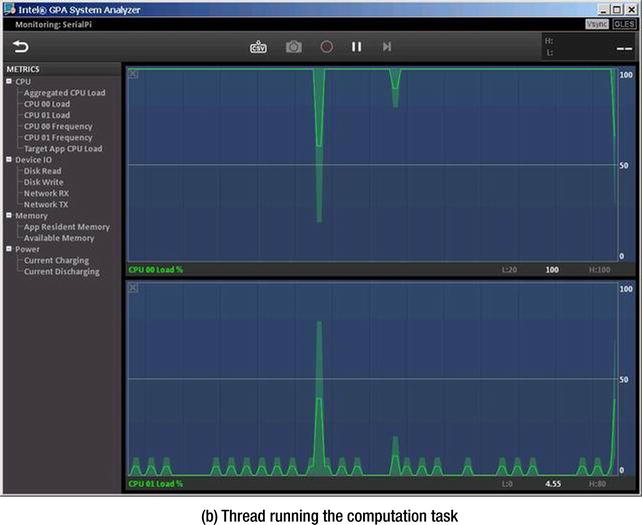 Intel® GPA System Analyzer
Monitoring: SerialPi
Vsync GLES
CSV
H: --
L:
METRICS
CPU
Aggregated CPU Load
CPU 00 Load
CPU 01 Load
CPU 00 Frequency
CPU 01 Frequency
Target App CPU Load
Device IO
Disk Read
Disk Write
Network RX
Network TX
Memory
App Resident Memory
Available Memory
Power
Current Charging
Current Discharging
100
50
0
CPU 00 Load % L:20 100 H:100
100
50
0
CPU 01 Load % L:0 4.55 H:80
(b) Thread running the computation task